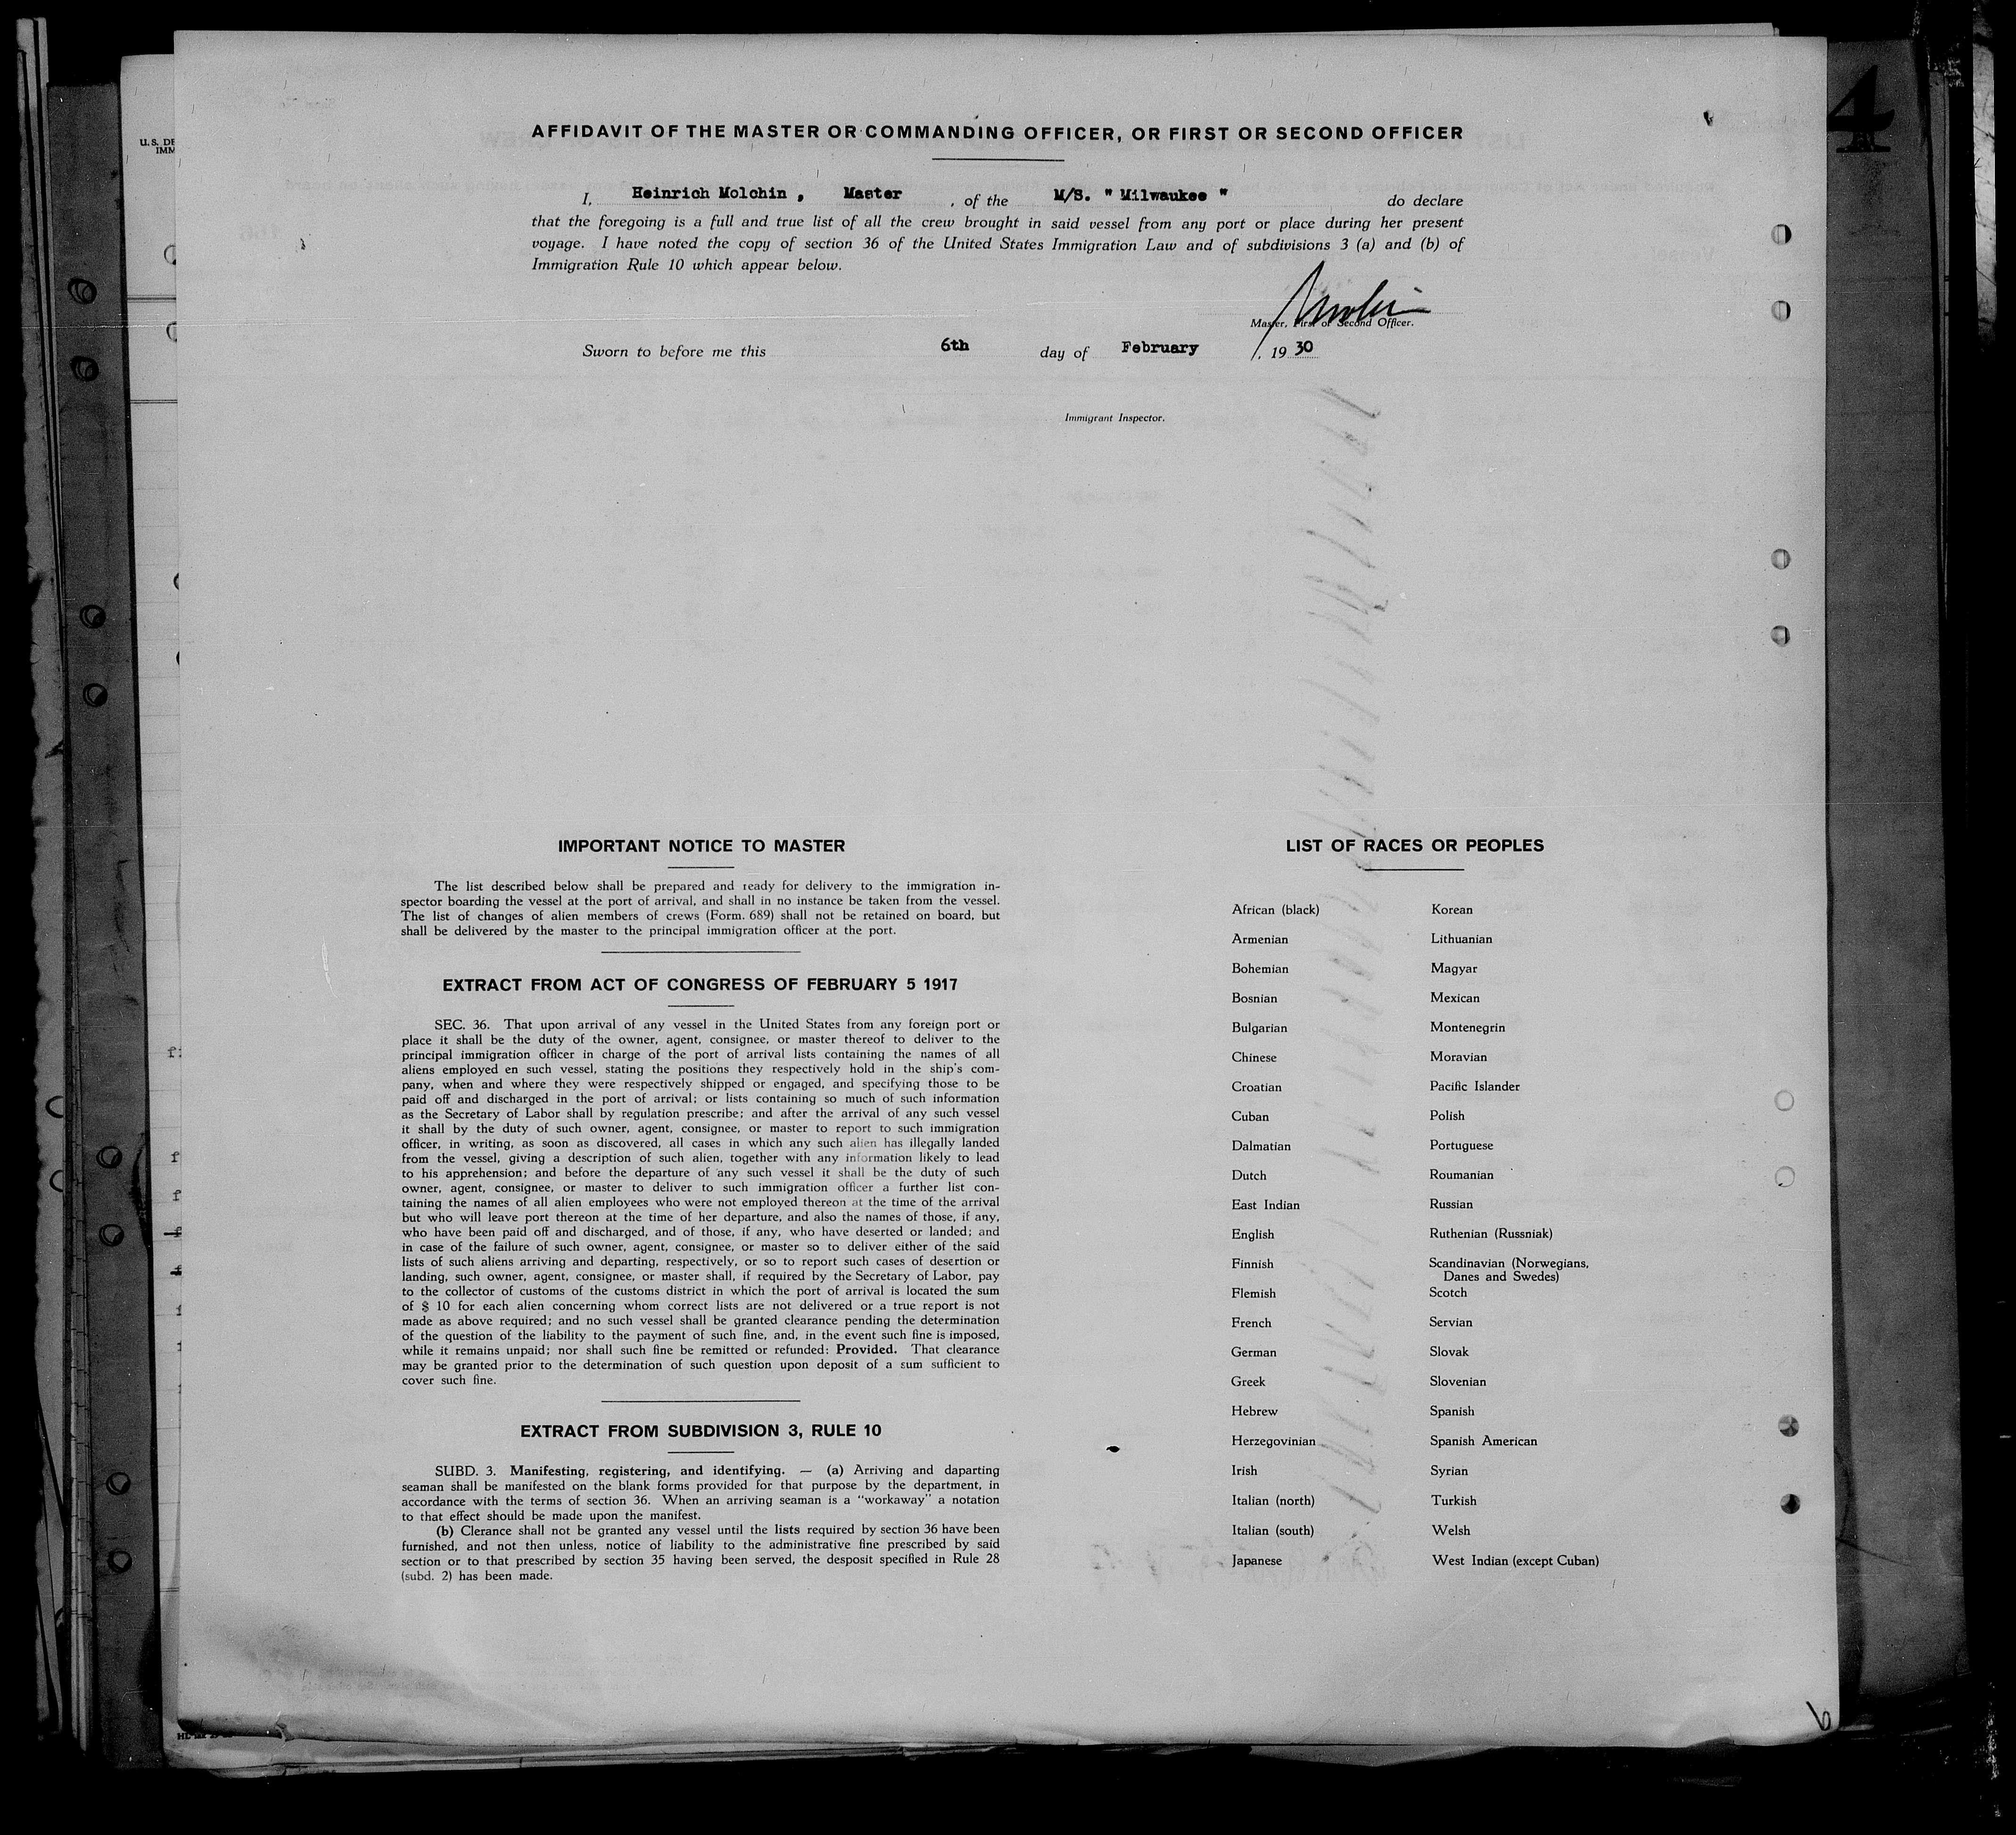 4
U. S. DE
IMM
AFFIDAVIT OF THE MASTER OR COMMANDING OFFICER, OR FIRST OR SECOND OFFICER
I, Heinrich Molchin , Master , of the M/S. " Milwaukee " do declare
that the foregoing is a full and true list of all the crew brought in said vessel from any port or place during her present
voyage. I have noted the copy of section 36 of the United States Immigration Law and of subdivisions 3 (a) and (b) of
Immigration Rule 10 which appear below.
Molchin
Master, First or Second Officer.
Sworn to before me this 6th day of February , 19 30
Immigrant Inspector.
IMPORTANT NOTICE TO MASTER
The list described below shall be prepared and ready for delivery to the immigration in-
spector boarding the vessel at the port of arrival, and shall in no instance be taken from the vessel.
The list of changes of alien members of crews (Form. 689) shall not be retained on board, but
shall be delivered by the master to the principal immigration officer at the port.
EXTRACT FROM ACT OF CONGRESS OF FEBRUARY 5 1917
SEC. 36. That upon arrival of any vessel in the United States from any foreign port or
place it shall be the duty of the owner, agent, consignee, or master thereof to deliver to the
principal immigration officer in charge of the port of arrival lists containing the names of all
aliens employed en such vessel, stating the positions they respectively hold in the ship's com-
pany, when and where they were respectively shipped or engaged, and specifying those to be
paid off and discharged in the port of arrival; or lists containing so much of such information
as the Secretary of Labor shall by regulation prescribe; and after the arrival of any such vessel
it shall by the duty of such owner, agent, consignee, or master to report to such immigration
officer, in writing, as soon as discovered, all cases in which any such alien has illegally landed
from the vessel, giving a description of such alien, together with any information likely to lead
to his apprehension; and before the departure of any such vessel it shall be the duty of such
owner, agent, consignee, or master to deliver to such immigration officer a further list con-
taining the names of all alien employees who were not employed thereon at the time of the arrival
but who will leave port thereon at the time of her departure, and also the names of those, if any,
who have been paid off and discharged, and of those, if any, who have deserted or landed; and
in case of the failure of such owner, agent, consignee, or master so to deliver either of the said
lists of such aliens arriving and departing, respectively, or so to report such cases of desertion or
landing, such owner, agent, consignee, or master shall, if required by the Secretary of Labor, pay
to the collector of customs of the customs district in which the port of arrival is located the sum
of $ 10 for each alien concerning whom correct lists are not delivered or a true report is not
made as above required; and no such vessel shall be granted clearance pending the determination
of the question of the liability to the payment of such fine, and, in the event such fine is imposed,
while it remains unpaid; nor shall such fine be remitted or refunded: Provided. That clearance
may be granted prior to the determination of such question upon deposit of a sum sufficient to
cover such fine.
EXTRACT FROM SUBDIVISION 3, RULE 10
SUBD. 3. Manifesting, registering, and identifying. — (a) Arriving and daparting
seaman shall be manifested on the blank forms provided for that purpose by the department, in
accordance with the terms of section 36. When an arriving seaman is a "workaway" a notation
to that effect should be made upon the manifest.
(b) Clerance shall not be granted any vessel until the lists required by section 36 have been
furnished, and not then unless, notice of liability to the administrative fine prescribed by said
section or to that prescribed by section 35 having been served, the desposit specified in Rule 28
(subd. 2) has been made.
LIST OF RACES OR PEOPLES
African (black)
Armenian
Bohemian
Bosnian
Bulgarian
Chinese
Croatian
Cuban
Dalmatian
Dutch
East Indian
English
Finnish
Flemish
French
German
Greek
Hebrew
Herzegovinian
Irish
Italian (north)
Italian (south)
Japanese
Korean
Lithuanian
Magyar
Mexican
Montenegrin
Moravian
Pacific Islander
Polish
Portuguese
Roumanian
Russian
Ruthenian (Russniak)
Scandinavian (Norwegians,
Danes and Swedes)
Scotch
Servian
Slovak
Slovenian
Spanish
Spanish American
Syrian
Turkish
Welsh
West Indian (except Cuban)
6